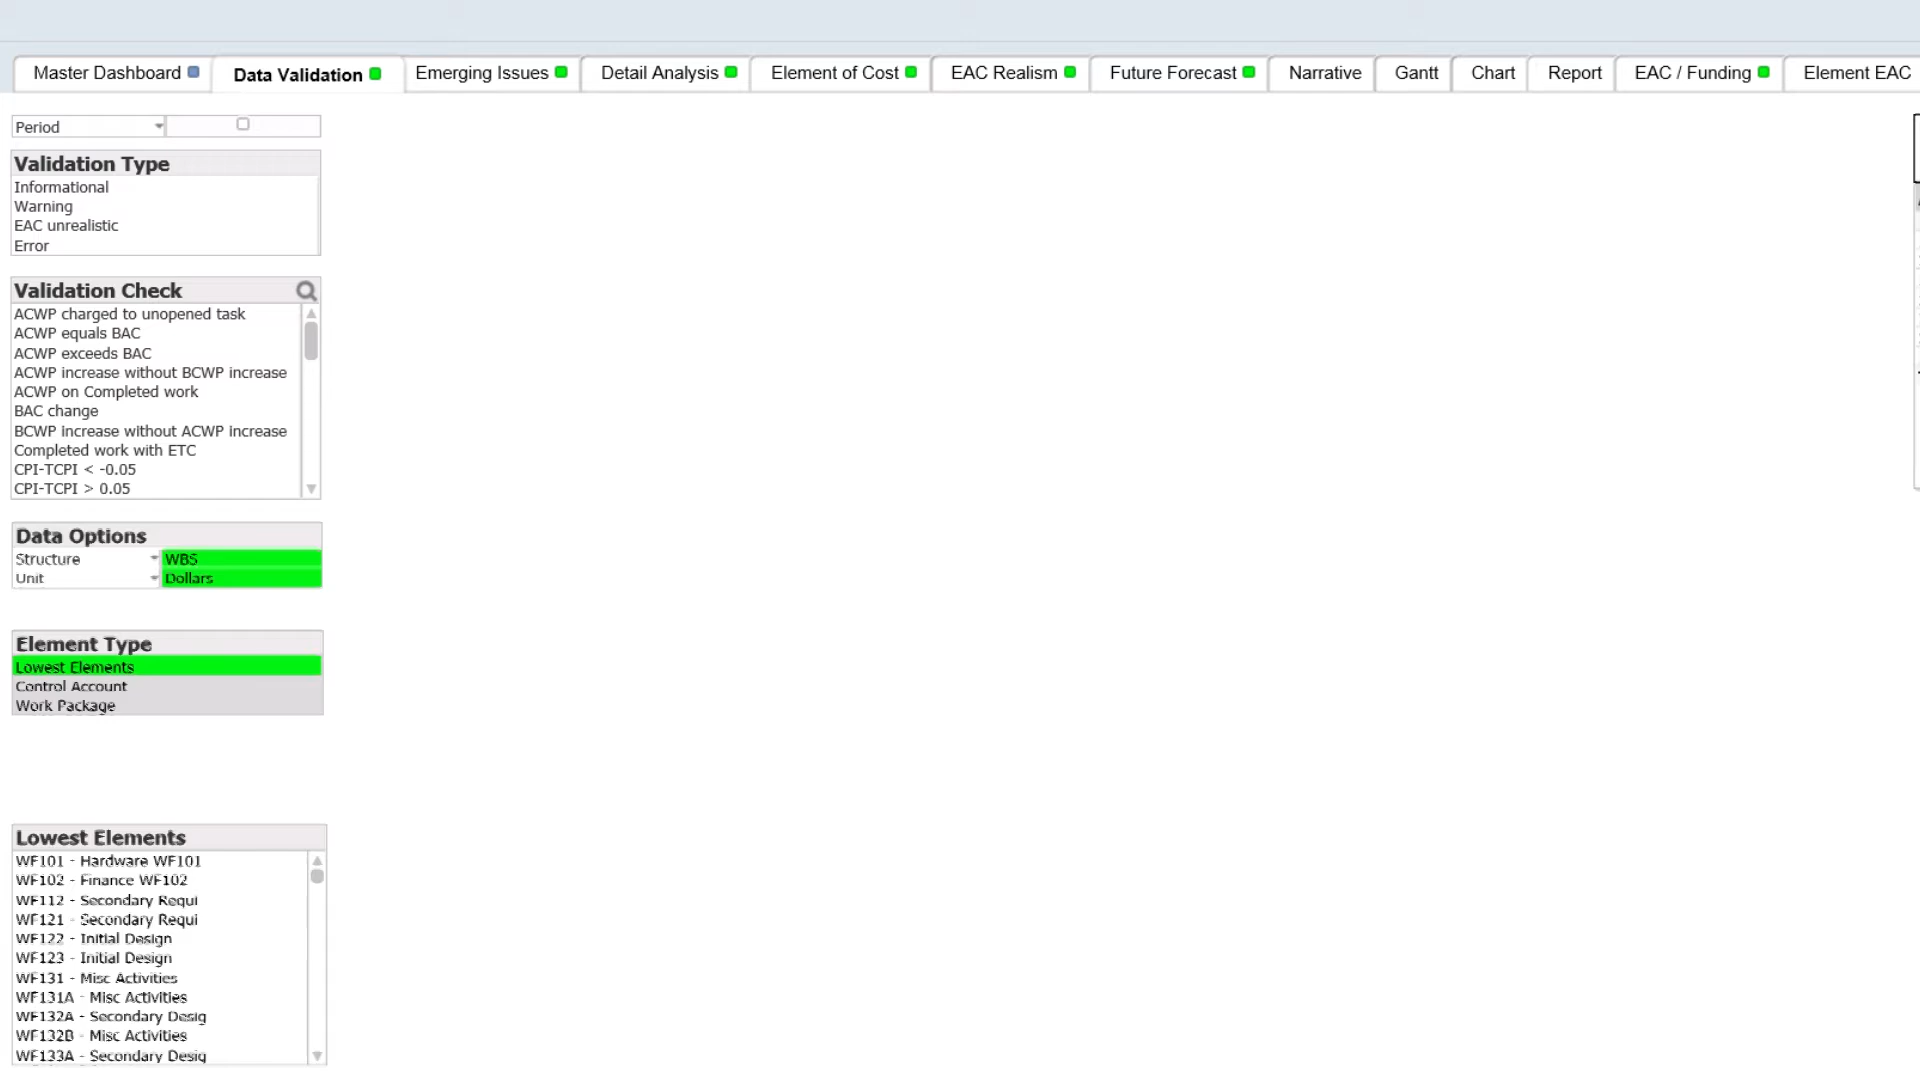 Master Dashboard Data Validation Emerging Issues Detail Analysis Element of Cost EAC Realism Future Forecast Narrative Gantt Chart Report EAC / Funding Element EAC
Period
Validation Type
Informational
Warning
EAC unrealistic
Error
Validation Check
ACWP charged to unopened task
ACWP equals BAC
ACWP exceeds BAC
ACWP increase without BCWP increase
ACWP on Completed work
BAC change
BCWP increase without ACWP increase
Completed work with ETC
CPI-TCPI < -0.05
CPI-TCPI > 0.05
Data Options
Structure WBS
Unit Dollars
Element Type
Lowest Elements
Control Account
Work Package
Lowest Elements
WF101 - Hardware WF101
WF102 - Finance WF102
WF112 - Secondary Requi
WF121 - Secondary Requi
WF122 - Initial Design
WF123 - Initial Design
WF131 - Misc Activities
WF131A - Misc Activities
WF132A - Secondary Desig
WF132B - Misc Activities
WF133A - Secondary Desig